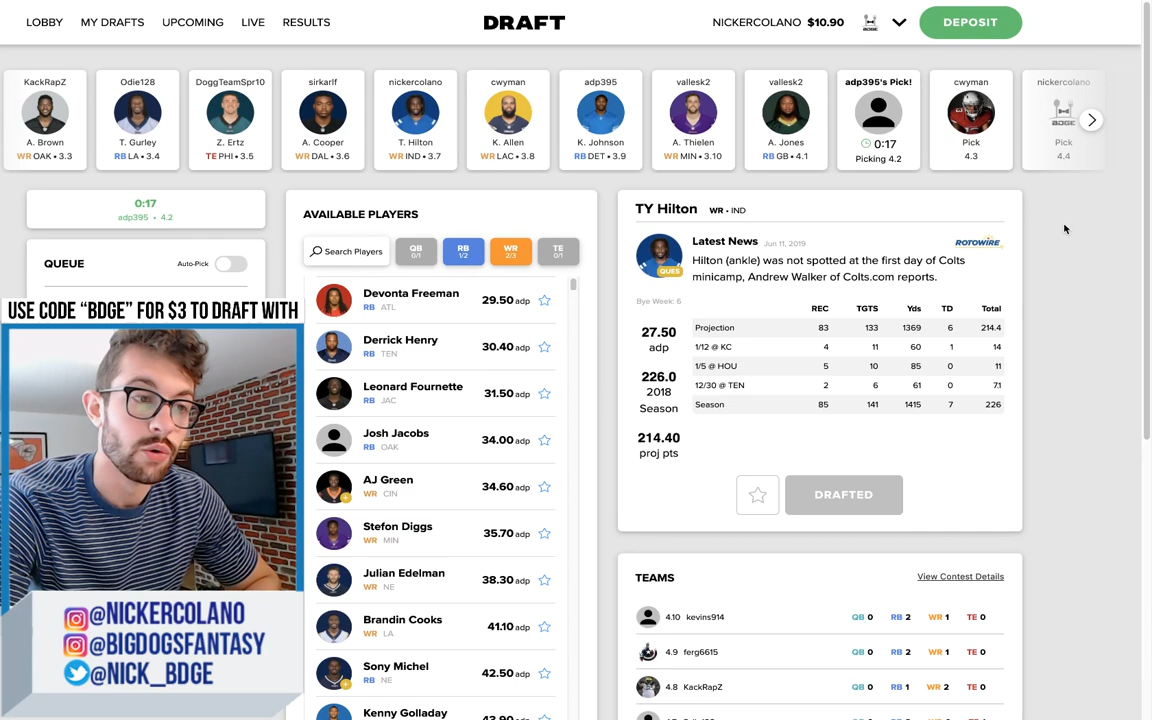 LOBBY MY DRAFTS UPCOMING LIVE RESULTS DRAFT NICKERCOLANO $10.90 BDGE DEPOSIT
KackRapZ Odie128 DoggTeamSpr10 sirkarlf nickercolano cwyman adp395 vallesk2 vallesk2 adp395's Pick! cwyman nickercolano
A. Brown T. Gurley Z. Ertz A. Cooper T. Hilton K. Allen K. Johnson A. Thielen A. Jones 0:17 Pick Pick
WR OAK • 3.3 RB LA • 3.4 TE PHI • 3.5 WR DAL • 3.6 WR IND • 3.7 WR LAC • 3.8 RB DET • 3.9 WR MIN • 3.10 RB GB • 4.1 Picking 4.2 4.3 4.4
0:17
adp395 • 4.2
QUEUE Auto-Pick
AVAILABLE PLAYERS
Search Players QB 0/1 RB 1/2 WR 2/3 TE 0/1
Devonta Freeman 29.50 adp
RB ATL
Derrick Henry 30.40 adp
RB TEN
Leonard Fournette 31.50 adp
RB JAC
Josh Jacobs 34.00 adp
RB OAK
AJ Green 34.60 adp
WR CIN
Stefon Diggs 35.70 adp
WR MIN
Julian Edelman 38.30 adp
WR NE
Brandin Cooks 41.10 adp
WR LA
Sony Michel 42.50 adp
RB NE
Kenny Golladay
TY Hilton WR • IND
Latest News Jun 11, 2019 ROTOWIRE
Hilton (ankle) was not spotted at the first day of Colts
minicamp, Andrew Walker of Colts.com reports.
QUES
Bye Week: 6
27.50
adp
226.0
2018
Season
214.40
proj pts
REC TGTS Yds TD Total
Projection 83 133 1369 6 214.4
1/12 @ KC 4 11 60 1 14
1/5 @ HOU 5 10 85 0 11
12/30 @ TEN 2 6 61 0 7.1
Season 85 141 1415 7 226
DRAFTED
TEAMS View Contest Details
4.10 kevins914 QB 0 RB 2 WR 1 TE 0
4.9 ferg6615 QB 0 RB 2 WR 1 TE 0
4.8 KackRapZ QB 0 RB 1 WR 2 TE 0
USE CODE “BDGE” FOR $3 TO DRAFT WITH
@NICKERCOLANO
@BIGDOGSFANTASY
@NICK_BDGE